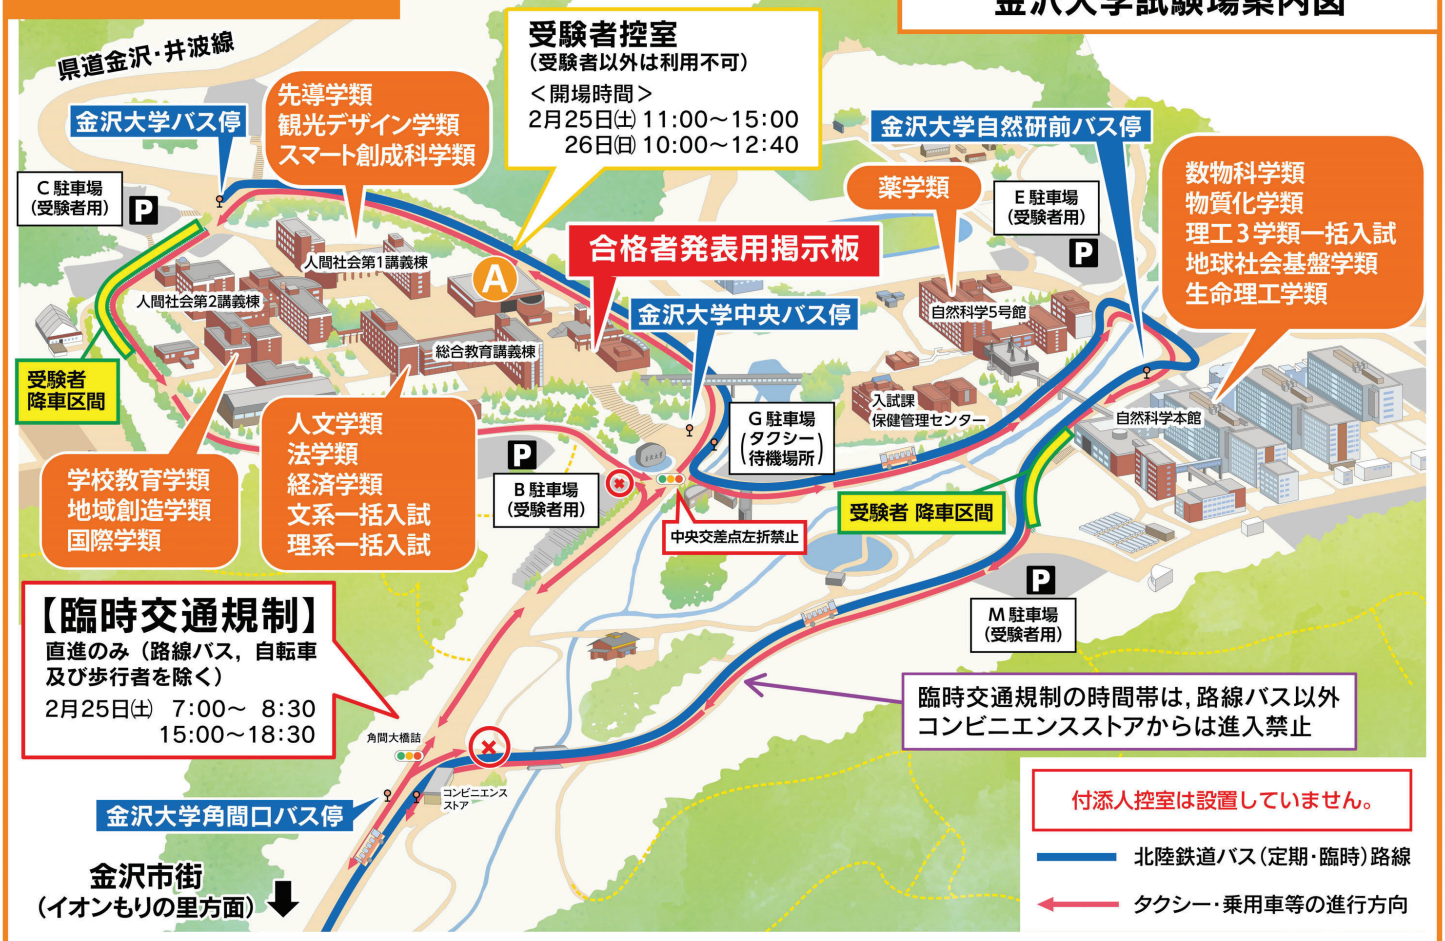 金沢大学試験場案内図
県道金沢・井波線
受験者控室
(受験者以外は利用不可)
<開場時間>
2月25日(土) 11:00~15:00
26日(日) 10:00~12:40
先導学類
観光デザイン学類
スマート創成科学類
金沢大学バス停
金沢大学自然研前バス停
C 駐車場
(受験者用)
P
薬学類
E 駐車場
(受験者用)
P
数物科学類
物質化学類
理工3学類一括入試
地球社会基盤学類
生命理工学類
合格者発表用掲示板
人間社会第1講義棟
A
人間社会第2講義棟
金沢大学中央バス停
自然科学5号館
総合教育講義棟
受験者
降車区間
入試課
保健管理センター
自然科学本館
G 駐車場
(タクシー
待機場所)
人文学類
法学類
経済学類
文系一括入試
理系一括入試
学校教育学類
地域創造学類
国際学類
P
B 駐車場
(受験者用)
金沢大学
受験者 降車区間
中央交差点左折禁止
P
M 駐車場
(受験者用)
【臨時交通規制】
直進のみ(路線バス, 自転車
及び歩行者を除く)
2月25日(土) 7:00~ 8:30
15:00~18:30
臨時交通規制の時間帯は, 路線バス以外
コンビニエンスストアからは進入禁止
角間大橋詰
コンビニエンス
ストア
金沢大学角間口バス停
金沢市街
(イオンもりの里方面)
付添人控室は設置していません。
北陸鉄道バス(定期・臨時)路線
タクシー・乗用車等の進行方向